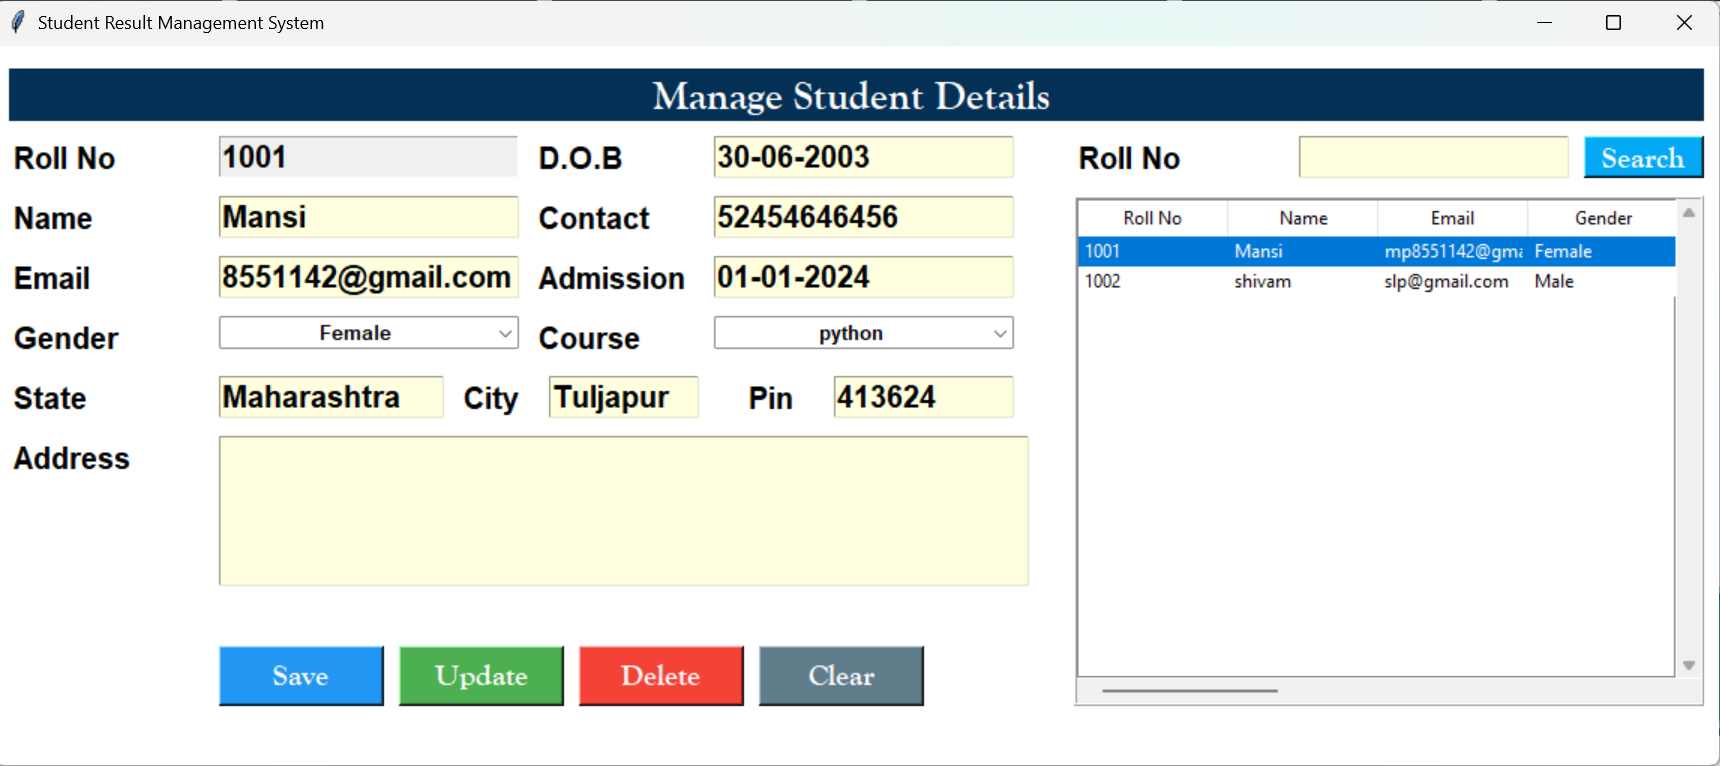 Student Result Management System
Manage Student Details
Roll No 1001 D.O.B 30-06-2003
Name Mansi Contact 52454646456
Email 8551142@gmail.com Admission 01-01-2024
Gender Female Course python
State Maharashtra City Tuljapur Pin 413624
Address
Save Update Delete Clear
Roll No Search
Roll No Name Email Gender
1001 Mansi mp8551142@gma Female
1002 shivam slp@gmail.com Male